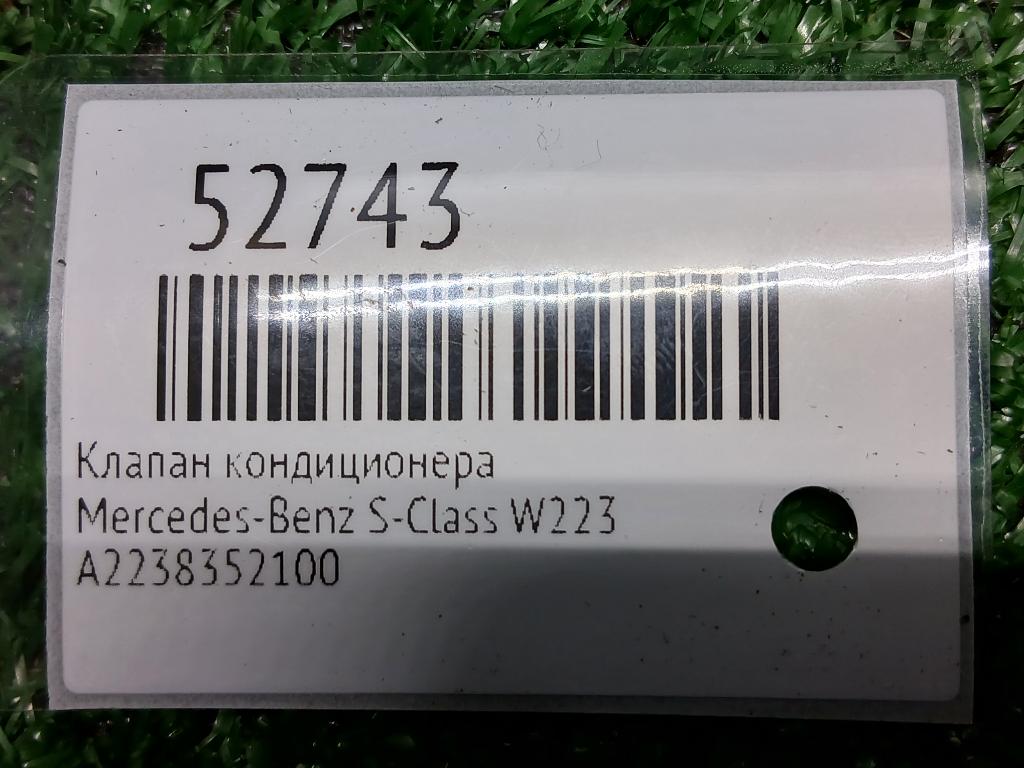 52743
Клапан кондиционера
Mercedes-Benz S-Class W223
A2238352100